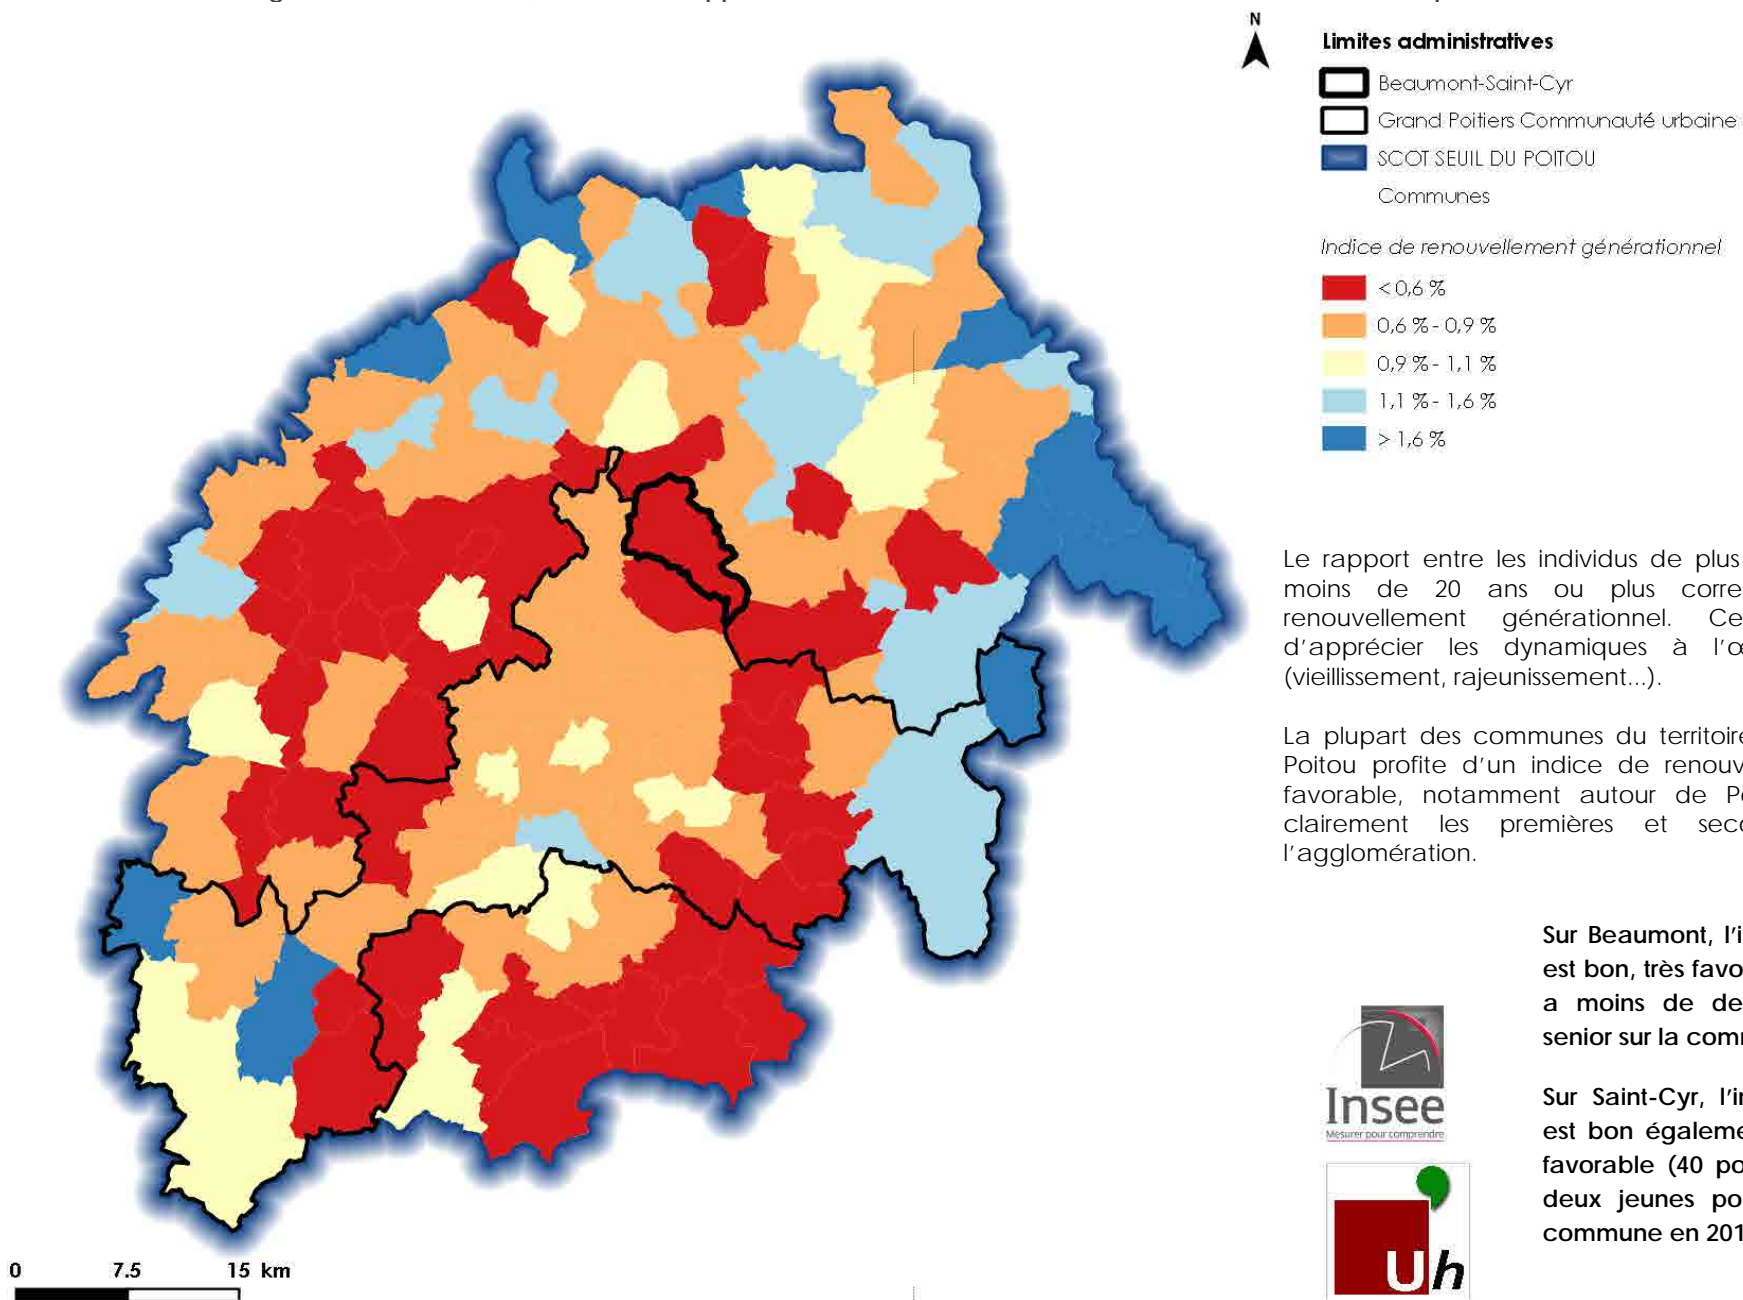 N
Limites administratives
Beaumont-Saint-Cyr
Grand Poitiers Communauté urbaine
SCOT SEUIL DU POITOU
Communes
Indice de renouvellement générationnel
< 0,6 %
0,6 % - 0,9 %
0,9 % - 1,1 %
1,1 % - 1,6 %
> 1,6 %
Le rapport entre les individus de plus
moins de 20 ans ou plus corre
renouvellement générationnel. Ce
d'apprécier les dynamiques à l'œ
(vieillissement, rajeunissement...).
La plupart des communes du territoire
Poitou profite d'un indice de renouv
favorable, notamment autour de P
clairement les premières et seco
l'agglomération.
Sur Beaumont, l'i
est bon, très favo
a moins de de
senior sur la com
Sur Saint-Cyr, l'i
est bon égaleme
favorable (40 po
deux jeunes po
commune en 201
Insee
Mesurer pour comprendre
Uh
0 7.5 15 km